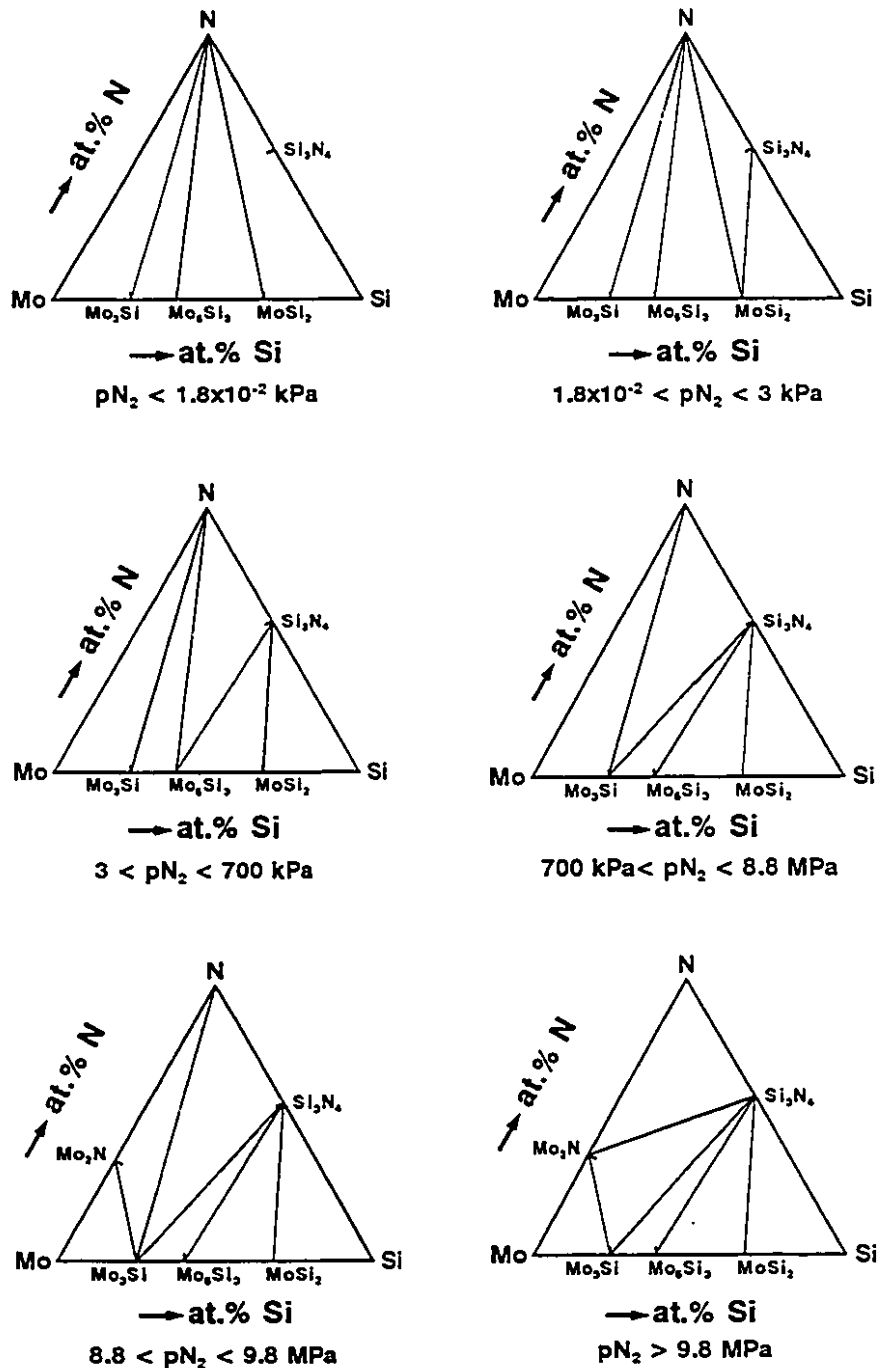 N
at.% N
Si₃N₄
Mo
Si
Mo₃Si
Mo₅Si₃
MoSi₂
at.% Si
pN₂ < 1.8x10⁻² kPa
N
at.% N
Si₃N₄
Mo
Si
Mo₃Si
Mo₅Si₃
MoSi₂
at.% Si
1.8x10⁻² < pN₂ < 3 kPa
N
at.% N
Si₃N₄
Mo
Si
Mo₃Si
Mo₅Si₃
MoSi₂
at.% Si
3 < pN₂ < 700 kPa
N
at.% N
Si₃N₄
Mo
Si
Mo₃Si
Mo₅Si₃
MoSi₂
at.% Si
700 kPa< pN₂ < 8.8 MPa
N
at.% N
Si₃N₄
Mo₂N
Mo
Si
Mo₃Si
Mo₅Si₃
MoSi₂
at.% Si
8.8 < pN₂ < 9.8 MPa
N
at.% N
Si₃N₄
Mo₂N
Mo
Si
Mo₃Si
Mo₅Si₃
MoSi₂
at.% Si
pN₂ > 9.8 MPa